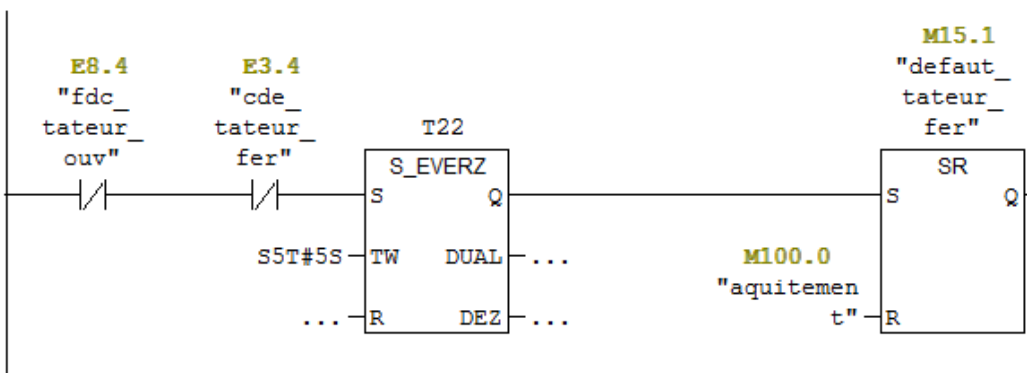 M15.1
E8.4 E3.4 "defaut_
"fdc_ "cde_ tateur_
tateur_ tateur_ T22 fer"
ouv" fer" S_EVERZ SR
S Q S Q
S5T#5S TW DUAL ... M100.0
"aquitemen
... R DEZ ... t" R